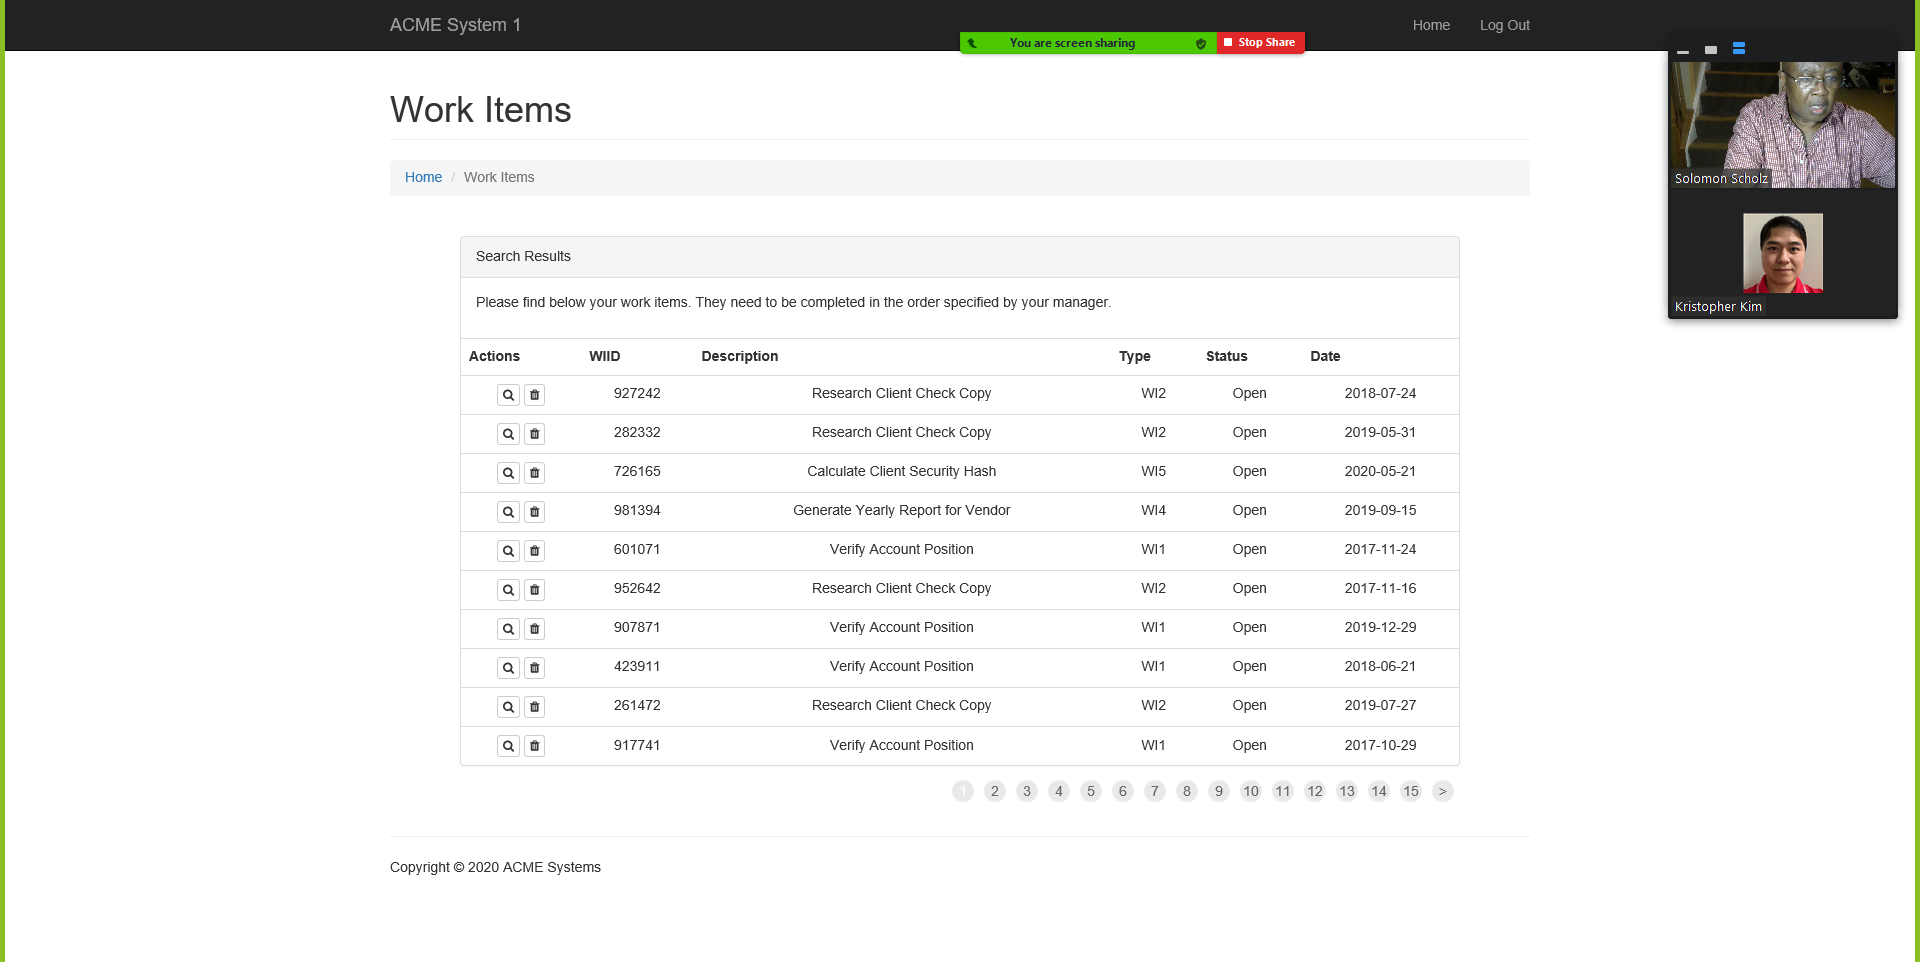 ACME System 1
Home Log Out
You are screen sharing Stop Share
Work Items
Home / Work Items
Solomon Scholz
Kristopher Kim
Search Results
Please find below your work items. They need to be completed in the order specified by your manager.
Actions WIID Description Type Status Date
927242 Research Client Check Copy WI2 Open 2018-07-24
282332 Research Client Check Copy WI2 Open 2019-05-31
726165 Calculate Client Security Hash WI5 Open 2020-05-21
981394 Generate Yearly Report for Vendor WI4 Open 2019-09-15
601071 Verify Account Position WI1 Open 2017-11-24
952642 Research Client Check Copy WI2 Open 2017-11-16
907871 Verify Account Position WI1 Open 2019-12-29
423911 Verify Account Position WI1 Open 2018-06-21
261472 Research Client Check Copy WI2 Open 2019-07-27
917741 Verify Account Position WI1 Open 2017-10-29
1 2 3 4 5 6 7 8 9 10 11 12 13 14 15 >
Copyright © 2020 ACME Systems